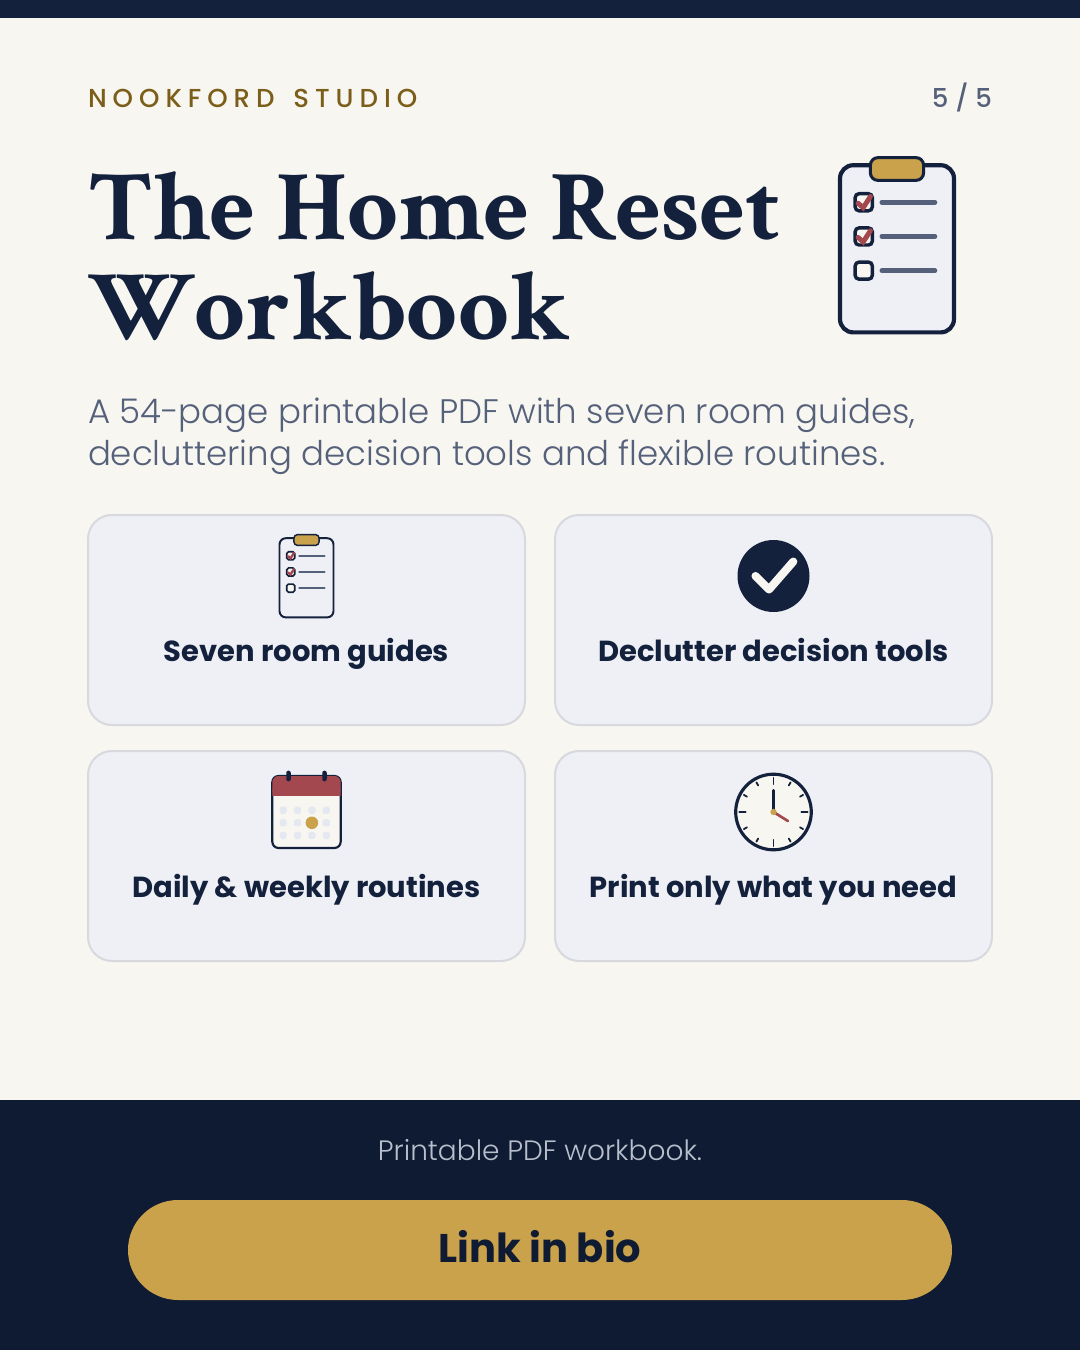 NOOKFORD STUDIO
5 / 5
The Home Reset
Workbook
A 54-page printable PDF with seven room guides,
decluttering decision tools and flexible routines.
Seven room guides
Declutter decision tools
Daily & weekly routines
Print only what you need
Printable PDF workbook.
Link in bio